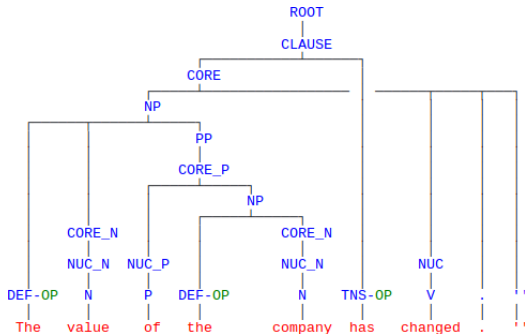 ROOT
CLAUSE
CORE
NP
PP
CORE_P
NP
CORE_N CORE_N
NUC_N NUC_P NUC_N NUC
DEF-OP N P DEF-OP N TNS-OP V . ''
The value of the company has changed . ''